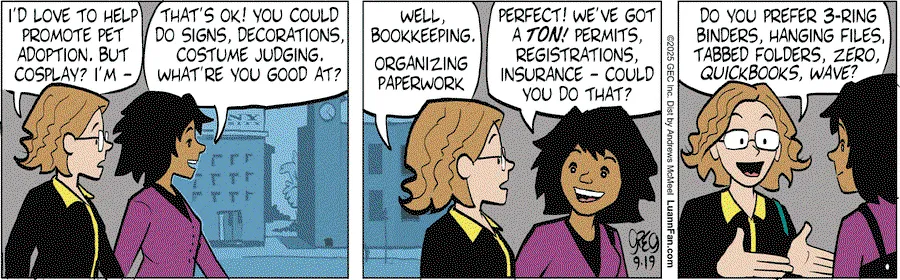 I'D LOVE TO HELP
PROMOTE PET
ADOPTION. BUT
COSPLAY? I'M –
THAT'S OK! YOU COULD
DO SIGNS, DECORATIONS,
COSTUME JUDGING.
WHAT'RE YOU GOOD AT?
NY
WELL,
BOOKKEEPING.
ORGANIZING
PAPERWORK
PERFECT! WE'VE GOT
A TON! PERMITS,
REGISTRATIONS,
INSURANCE – COULD
YOU DO THAT?
GREG
9·19
©2025 GEC Inc. Dist by Andrews McMeel LuannFan.com
DO YOU PREFER 3-RING
BINDERS, HANGING FILES,
TABBED FOLDERS, ZERO,
QUICKBOOKS, WAVE?